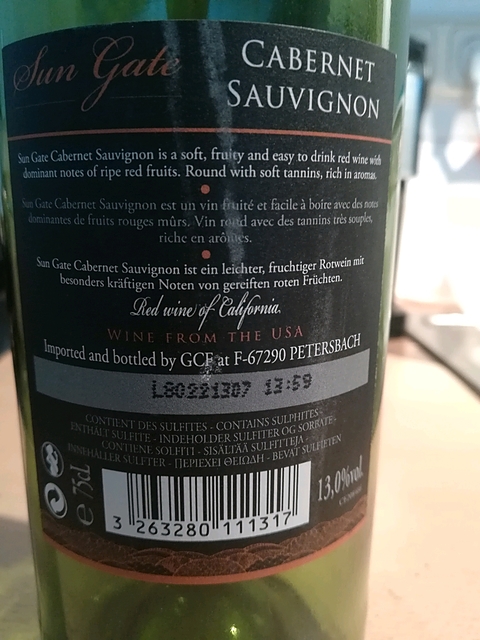 Sun Gate
CABERNET
SAUVIGNON
Sun Gate Cabernet Sauvignon is a soft, fruity and easy to drink red wine with
dominant notes of ripe red fruits. Round with soft tannins, rich in aromas.
Sun Gate Cabernet Sauvignon est un vin fruité et facile à boire avec des notes
dominantes de fruits rouges mûrs. Vin rond avec des tannins très souples,
riche en arômes.
Sun Gate Cabernet Sauvignon ist ein leichter, fruchtiger Rotwein mit
besonders kräftigen Noten von gereiften roten Früchten.
Red wine of California.
WINE FROM THE USA
Imported and bottled by GCF at F-67290 PETERSBACH
L80221307 13:59
CONTIENT DES SULFITES - CONTAINS SULPHITES -
ENTHÄLT SULFITE - INDEHOLDER SULFITER OG SORBATE -
CONTIENE SOLFITI - SISÄLTÄÄ SULFIITTEJA -
INNEHÅLLER SULFITER - ΠΕΡΙΕΧΕΙ ΘΕΙΩΔΗ - BEVAT SULFIETEN
e 75cl
13,0%vol.
3 263280 111317